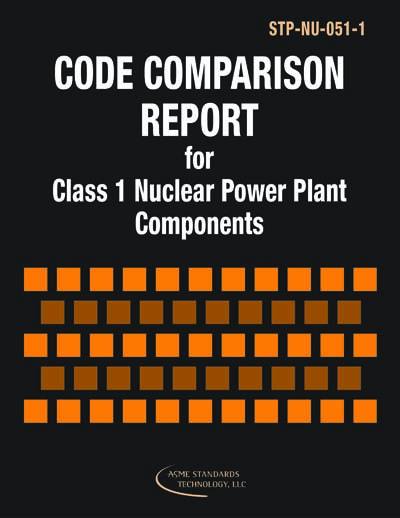 STP-NU-051-1
CODE COMPARISON
REPORT
for
Class 1 Nuclear Power Plant
Components
ASME STANDARDS
TECHNOLOGY, LLC